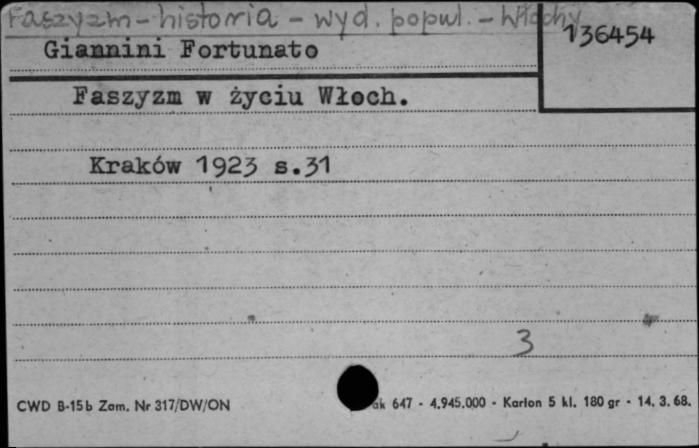 Faszyzm - historia - wyd. popul. - Włochy
136454
Giannini Fortunato
Faszyzm w życiu Włoch.
Kraków 1923 s.31
3
CWD B-15b Zam. Nr 317/DW/ON ak 647 - 4.945.000 - Karton 5 kl. 180 gr - 14. 3. 68.